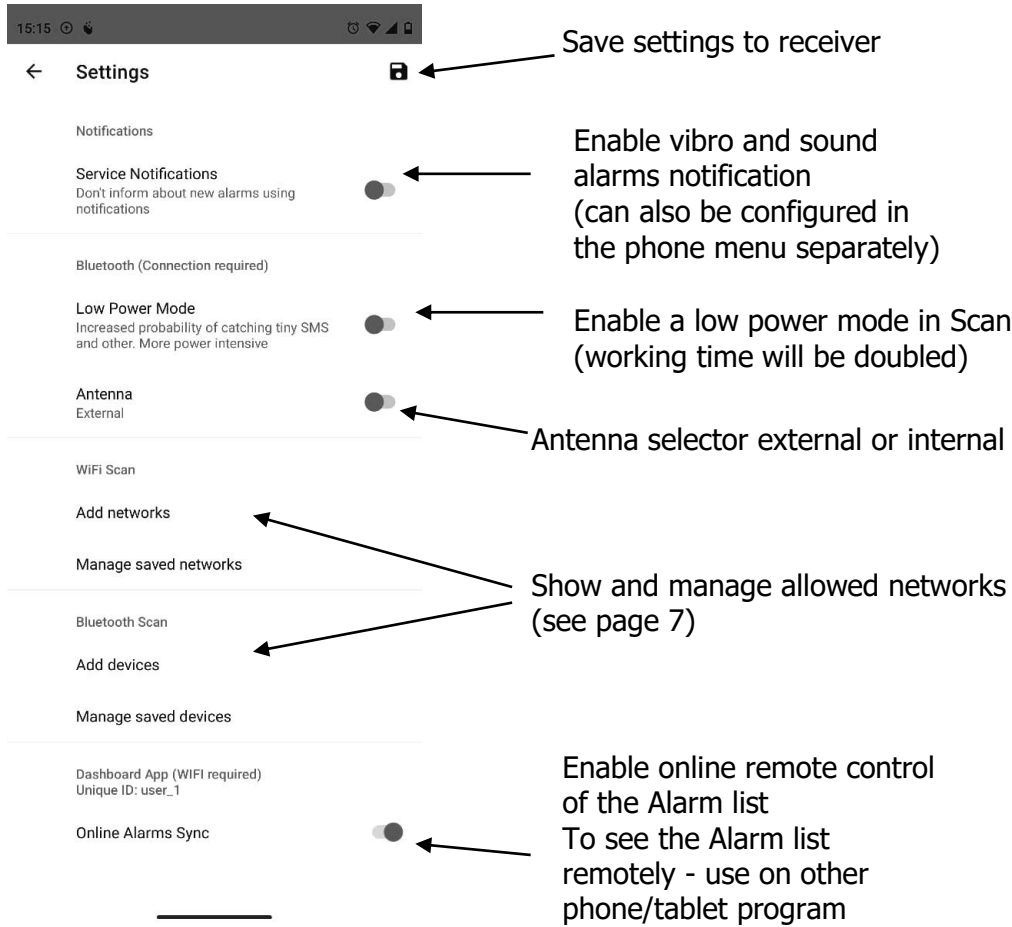 15:15
Save settings to receiver
Settings
Notifications
Service Notifications
Don't inform about new alarms using
notifications
Enable vibro and sound
alarms notification
(can also be configured in
the phone menu separately)
Bluetooth (Connection required)
Low Power Mode
Increased probability of catching tiny SMS
and other. More power intensive
Enable a low power mode in Scan
(working time will be doubled)
Antenna
External
Antenna selector external or internal
WiFi Scan
Add networks
Manage saved networks
Show and manage allowed networks
(see page 7)
Bluetooth Scan
Add devices
Manage saved devices
Dashboard App (WIFI required)
Unique ID: user_1
Online Alarms Sync
Enable online remote control
of the Alarm list
To see the Alarm list
remotely - use on other
phone/tablet program